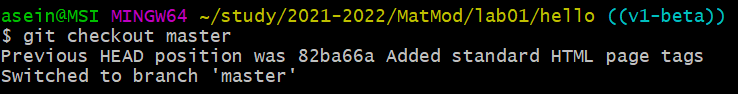 asein@MSI MINGW64 ~/study/2021-2022/MatMod/lab01/hello ((v1-beta))
$ git checkout master
Previous HEAD position was 82ba66a Added standard HTML page tags
Switched to branch 'master'